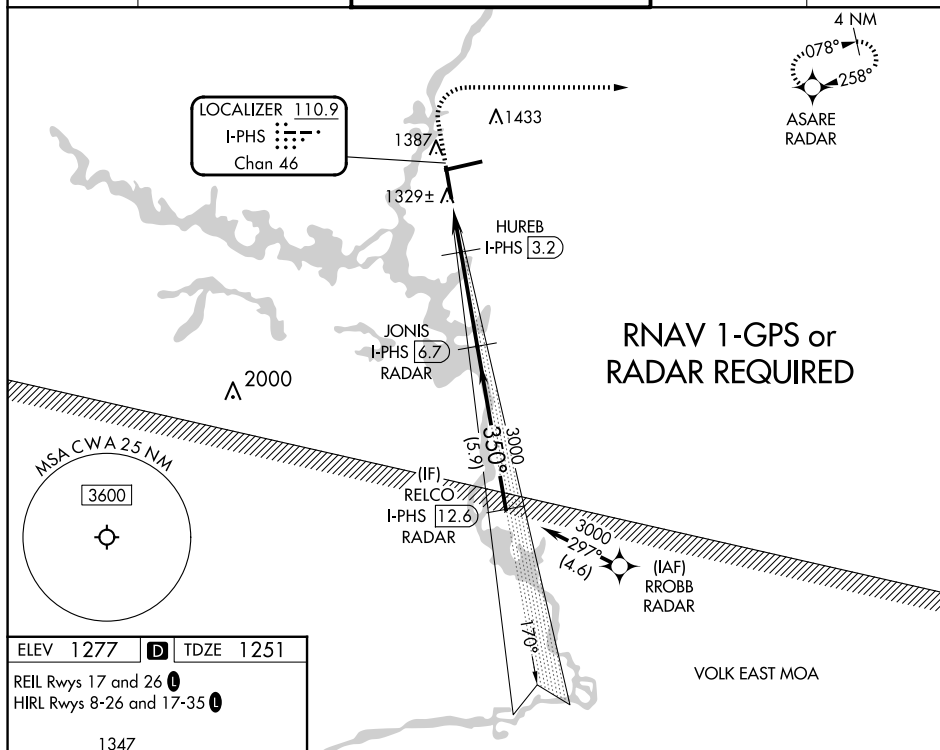 4 NM
078°
258°
ASARE
RADAR
LOCALIZER 110.9
I-PHS
Chan 46
1433
1387
1329±
HUREB
I-PHS 3.2
JONIS
I-PHS 6.7
RADAR
RNAV 1-GPS or
RADAR REQUIRED
2000
3000
350°
(5.9)
MSA CWA 25 NM
3600
(IF)
RELCO
I-PHS 12.6
RADAR
3000
297°
(4.6)
(IAF)
RROBB
RADAR
170°
VOLK EAST MOA
ELEV 1277 D TDZE 1251
REIL Rwys 17 and 26 L
HIRL Rwys 8-26 and 17-35 L
1347